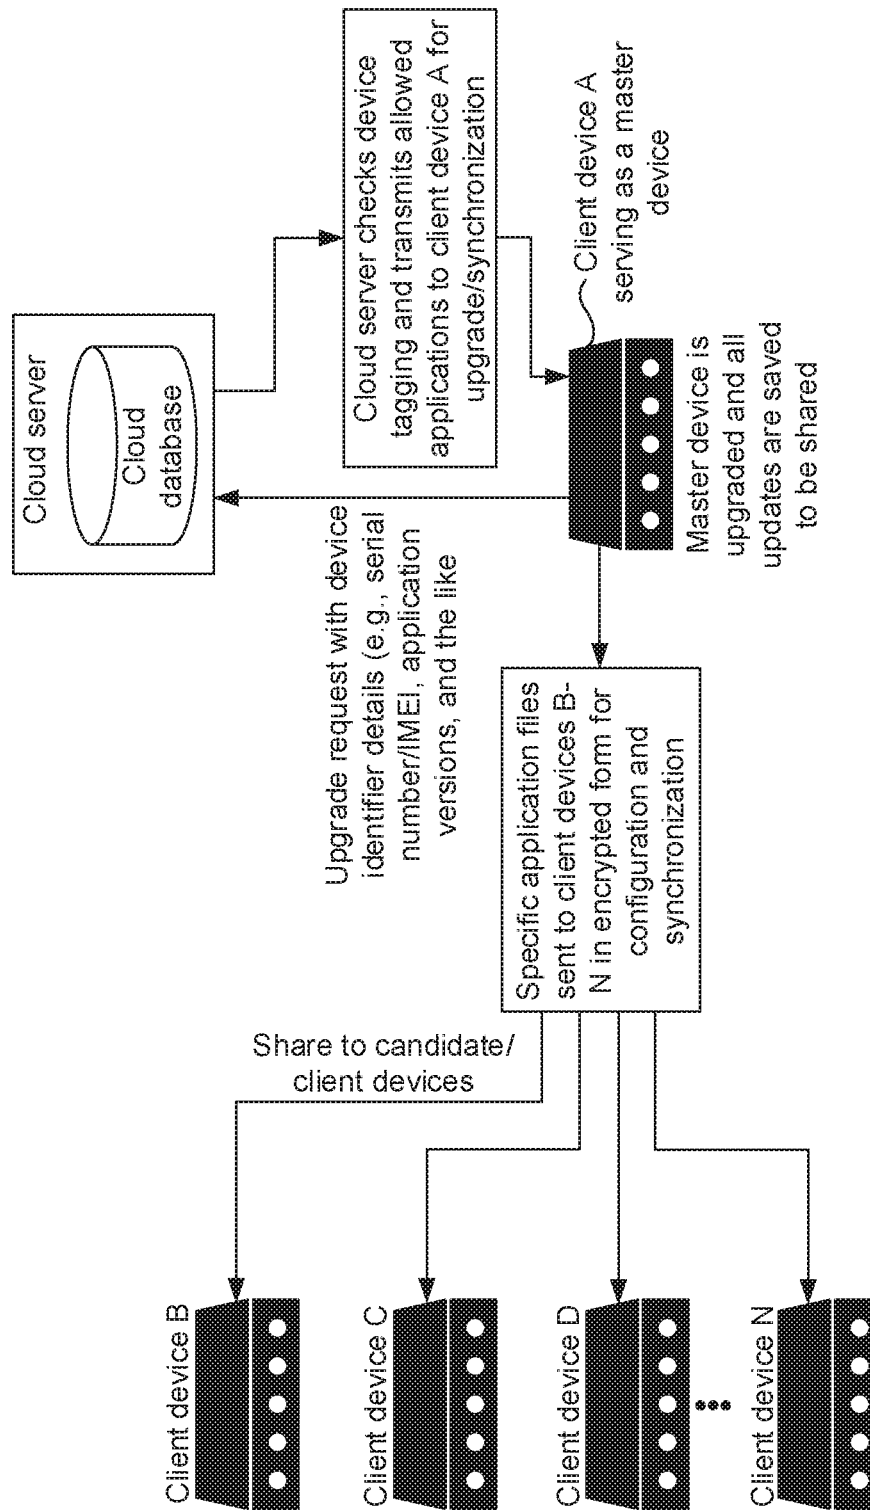 Cloud server
Cloud
database
Cloud server checks device
tagging and transmits allowed
applications to client device A for
upgrade/synchronization
Client device A
serving as a master
device
Upgrade request with device
identifier details (e.g., serial
number/IMEI, application
versions, and the like
Master device is
upgraded and all
updates are saved
to be shared
Specific application files
sent to client devices B-
N in encrypted form for
configuration and
synchronization
Share to candidate/
client devices
Client device B
Client device C
Client device D
Client device N